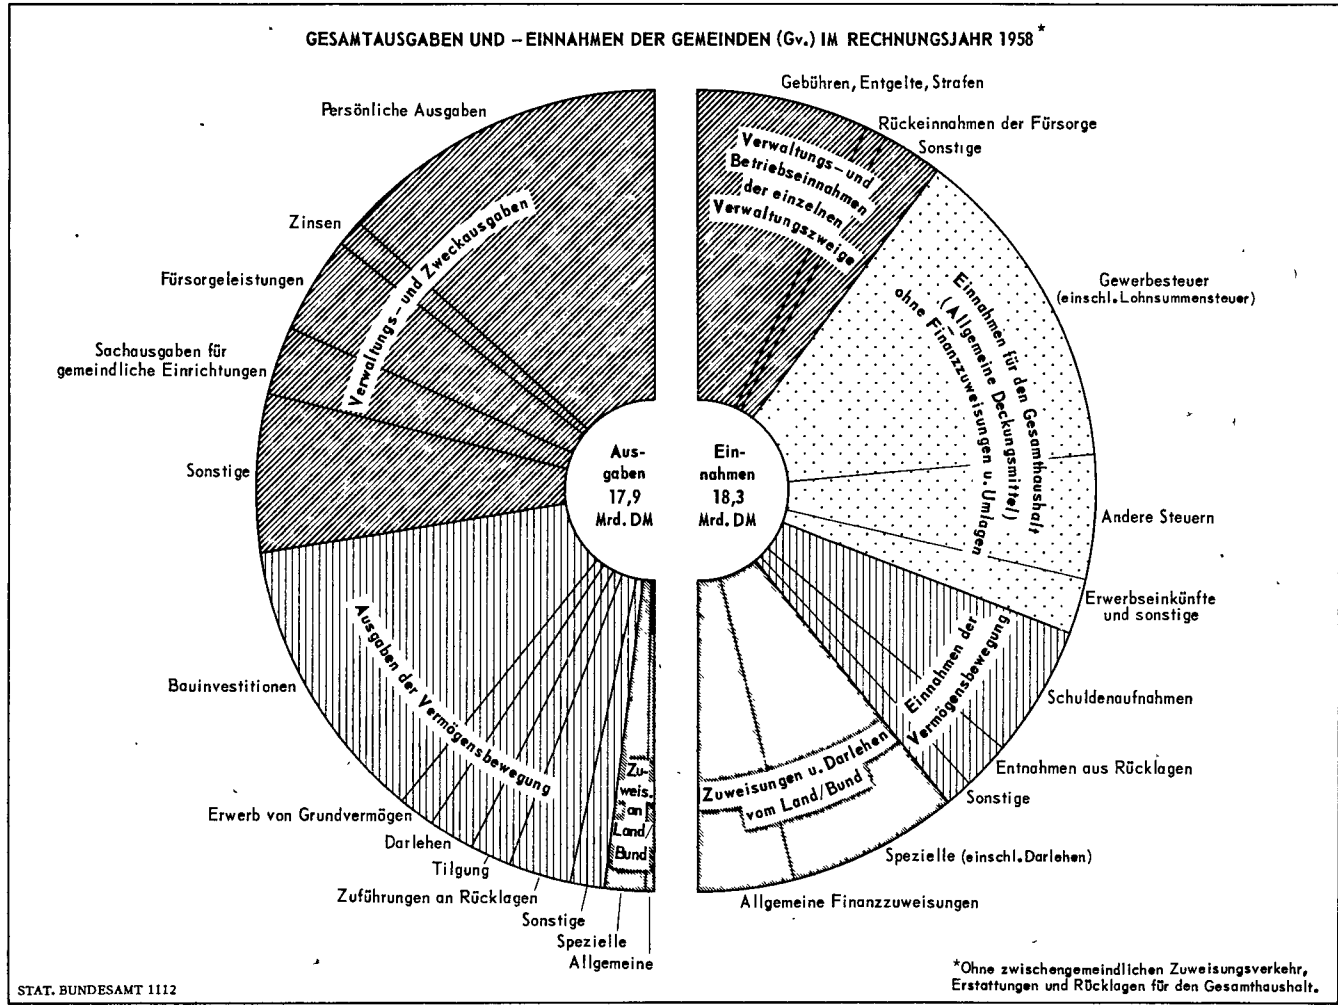 GESAMTAUSGABEN UND – EINNAHMEN DER GEMEINDEN (Gv.) IM RECHNUNGSJAHR 1958*
Persönliche Ausgaben
Zinsen
Fürsorgeleistungen
Sachausgaben für
gemeindliche Einrichtungen
Sonstige
Verwaltungs– und Zweckausgaben
Bauinvestitionen
Erwerb von Grundvermögen
Darlehen
Tilgung
Zuführungen an Rücklagen
Sonstige
Spezielle
Allgemeine
Ausgaben der Vermögensbewegung
Zu-
weis.
an
Land/
Bund
Aus-
gaben
17,9
Mrd. DM
Ein-
nahmen
18,3
Mrd. DM
Gebühren, Entgelte, Strafen
Rückeinnahmen der Fürsorge
Sonstige
Verwaltungs– und
Betriebseinnahmen
der einzelnen
Verwaltungszweige
Gewerbesteuer
(einschl. Lohnsummensteuer)
Einnahmen für den Gesamthaushalt
(Allgemeine Deckungsmittel)
ohne Finanzzuweisungen u. Umlagen
Andere Steuern
Erwerbseinkünfte
und sonstige
Einnahmen der
Vermögensbewegung
Schuldenaufnahmen
Entnahmen aus Rücklagen
Sonstige
Zuweisungen u. Darlehen
vom Land/Bund
Spezielle (einschl. Darlehen)
Allgemeine Finanzzuweisungen
*Ohne zwischengemeindlichen Zuweisungsverkehr,
Erstattungen und Rücklagen für den Gesamthaushalt.
STAT. BUNDESAMT 1112